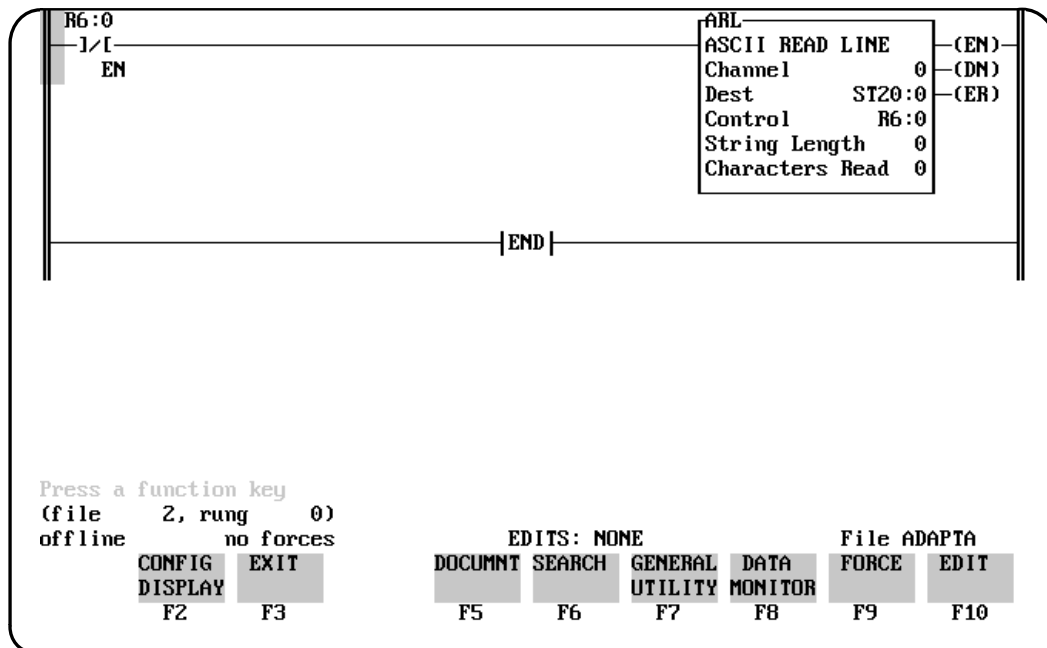 R6:0
ARL
]/[
ASCII READ LINE (EN)
EN
Channel 0 (DN)
Dest ST20:0 (ER)
Control R6:0
String Length 0
Characters Read 0
END
Press a function key
(file 2, rung 0)
offline no forces EDITS: NONE File ADAPTA
CONFIG EXIT DOCUMNT SEARCH GENERAL DATA FORCE EDIT
DISPLAY UTILITY MONITOR
F2 F3 F5 F6 F7 F8 F9 F10